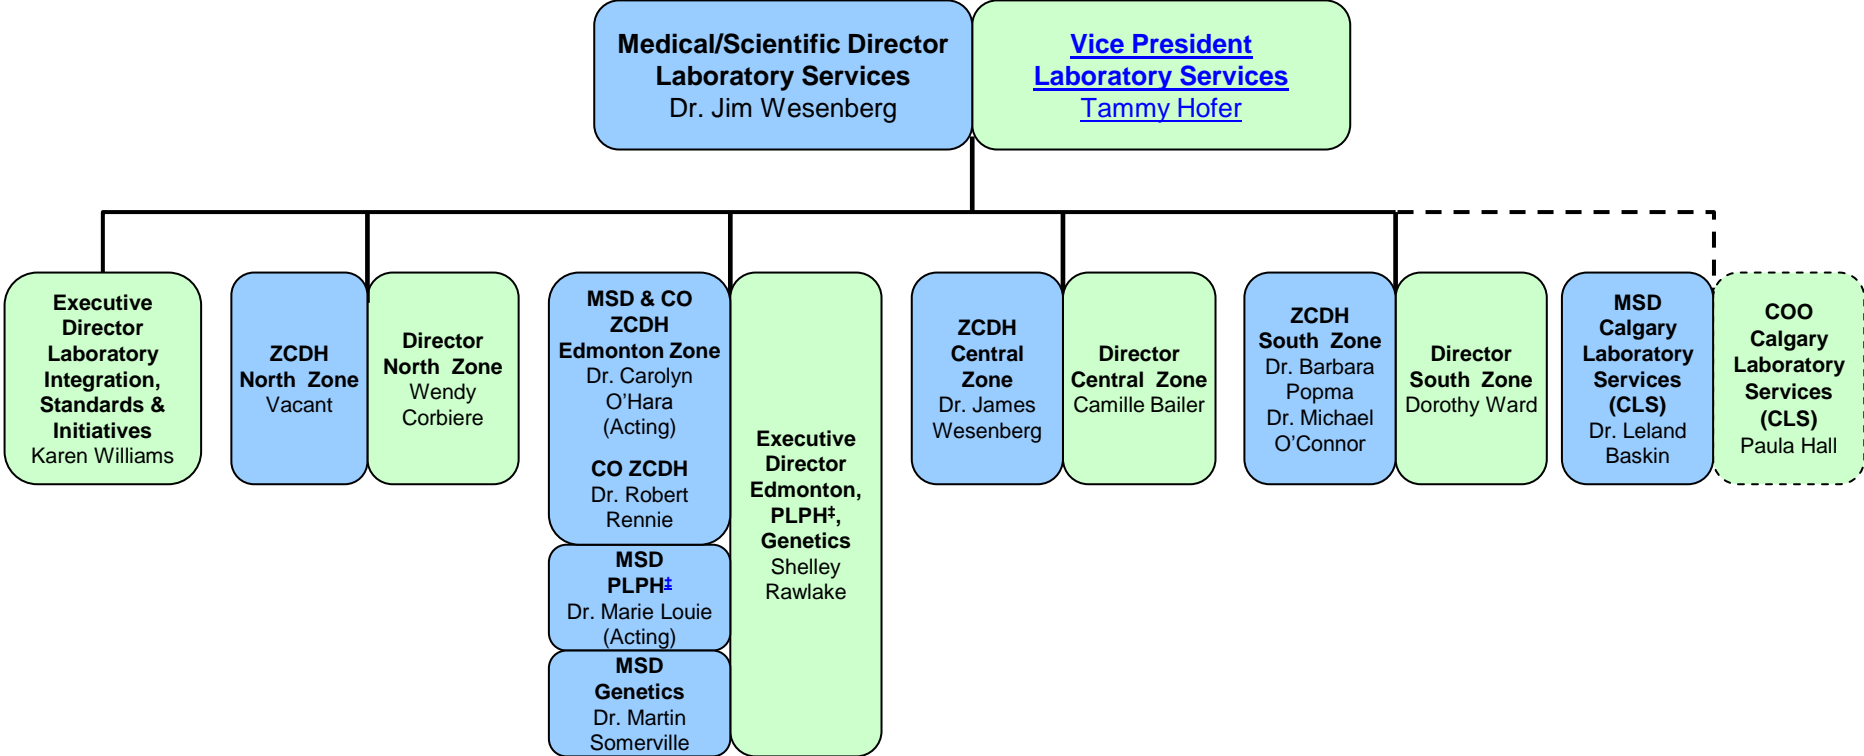 Medical/Scientific Director
Laboratory Services
Dr. Jim Wesenberg
Vice President
Laboratory Services
Tammy Hofer
Executive
Director
Laboratory
Integration,
Standards &
Initiatives
Karen Williams
ZCDH
North Zone
Vacant
Director
North Zone
Wendy
Corbiere
MSD & CO
ZCDH
Edmonton Zone
Dr. Carolyn
O’Hara
(Acting)
CO ZCDH
Dr. Robert
Rennie
MSD
PLPH‡
Dr. Marie Louie
(Acting)
MSD
Genetics
Dr. Martin
Somerville
Executive
Director
Edmonton,
PLPH‡,
Genetics
Shelley
Rawlake
ZCDH
Central
Zone
Dr. James
Wesenberg
Director
Central Zone
Camille Bailer
ZCDH
South Zone
Dr. Barbara
Popma
Dr. Michael
O’Connor
Director
South Zone
Dorothy Ward
MSD
Calgary
Laboratory
Services
(CLS)
Dr. Leland
Baskin
COO
Calgary
Laboratory
Services
(CLS)
Paula Hall